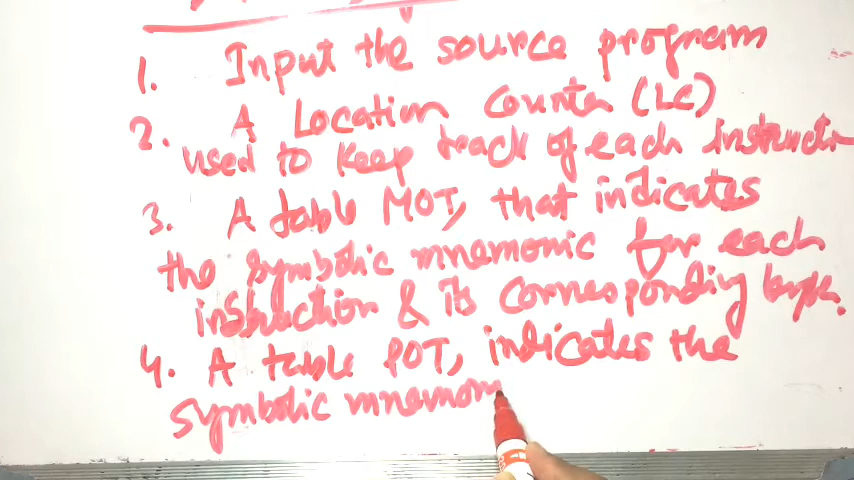 1. Input the source program
2. A Location Counter (LC)
used to keep track of each instructi
3. A table MOT, that indicates
the symbolic mnemonic for each
instruction & its corresponding length.
4. A table POT, indicates the
symbolic mnemon